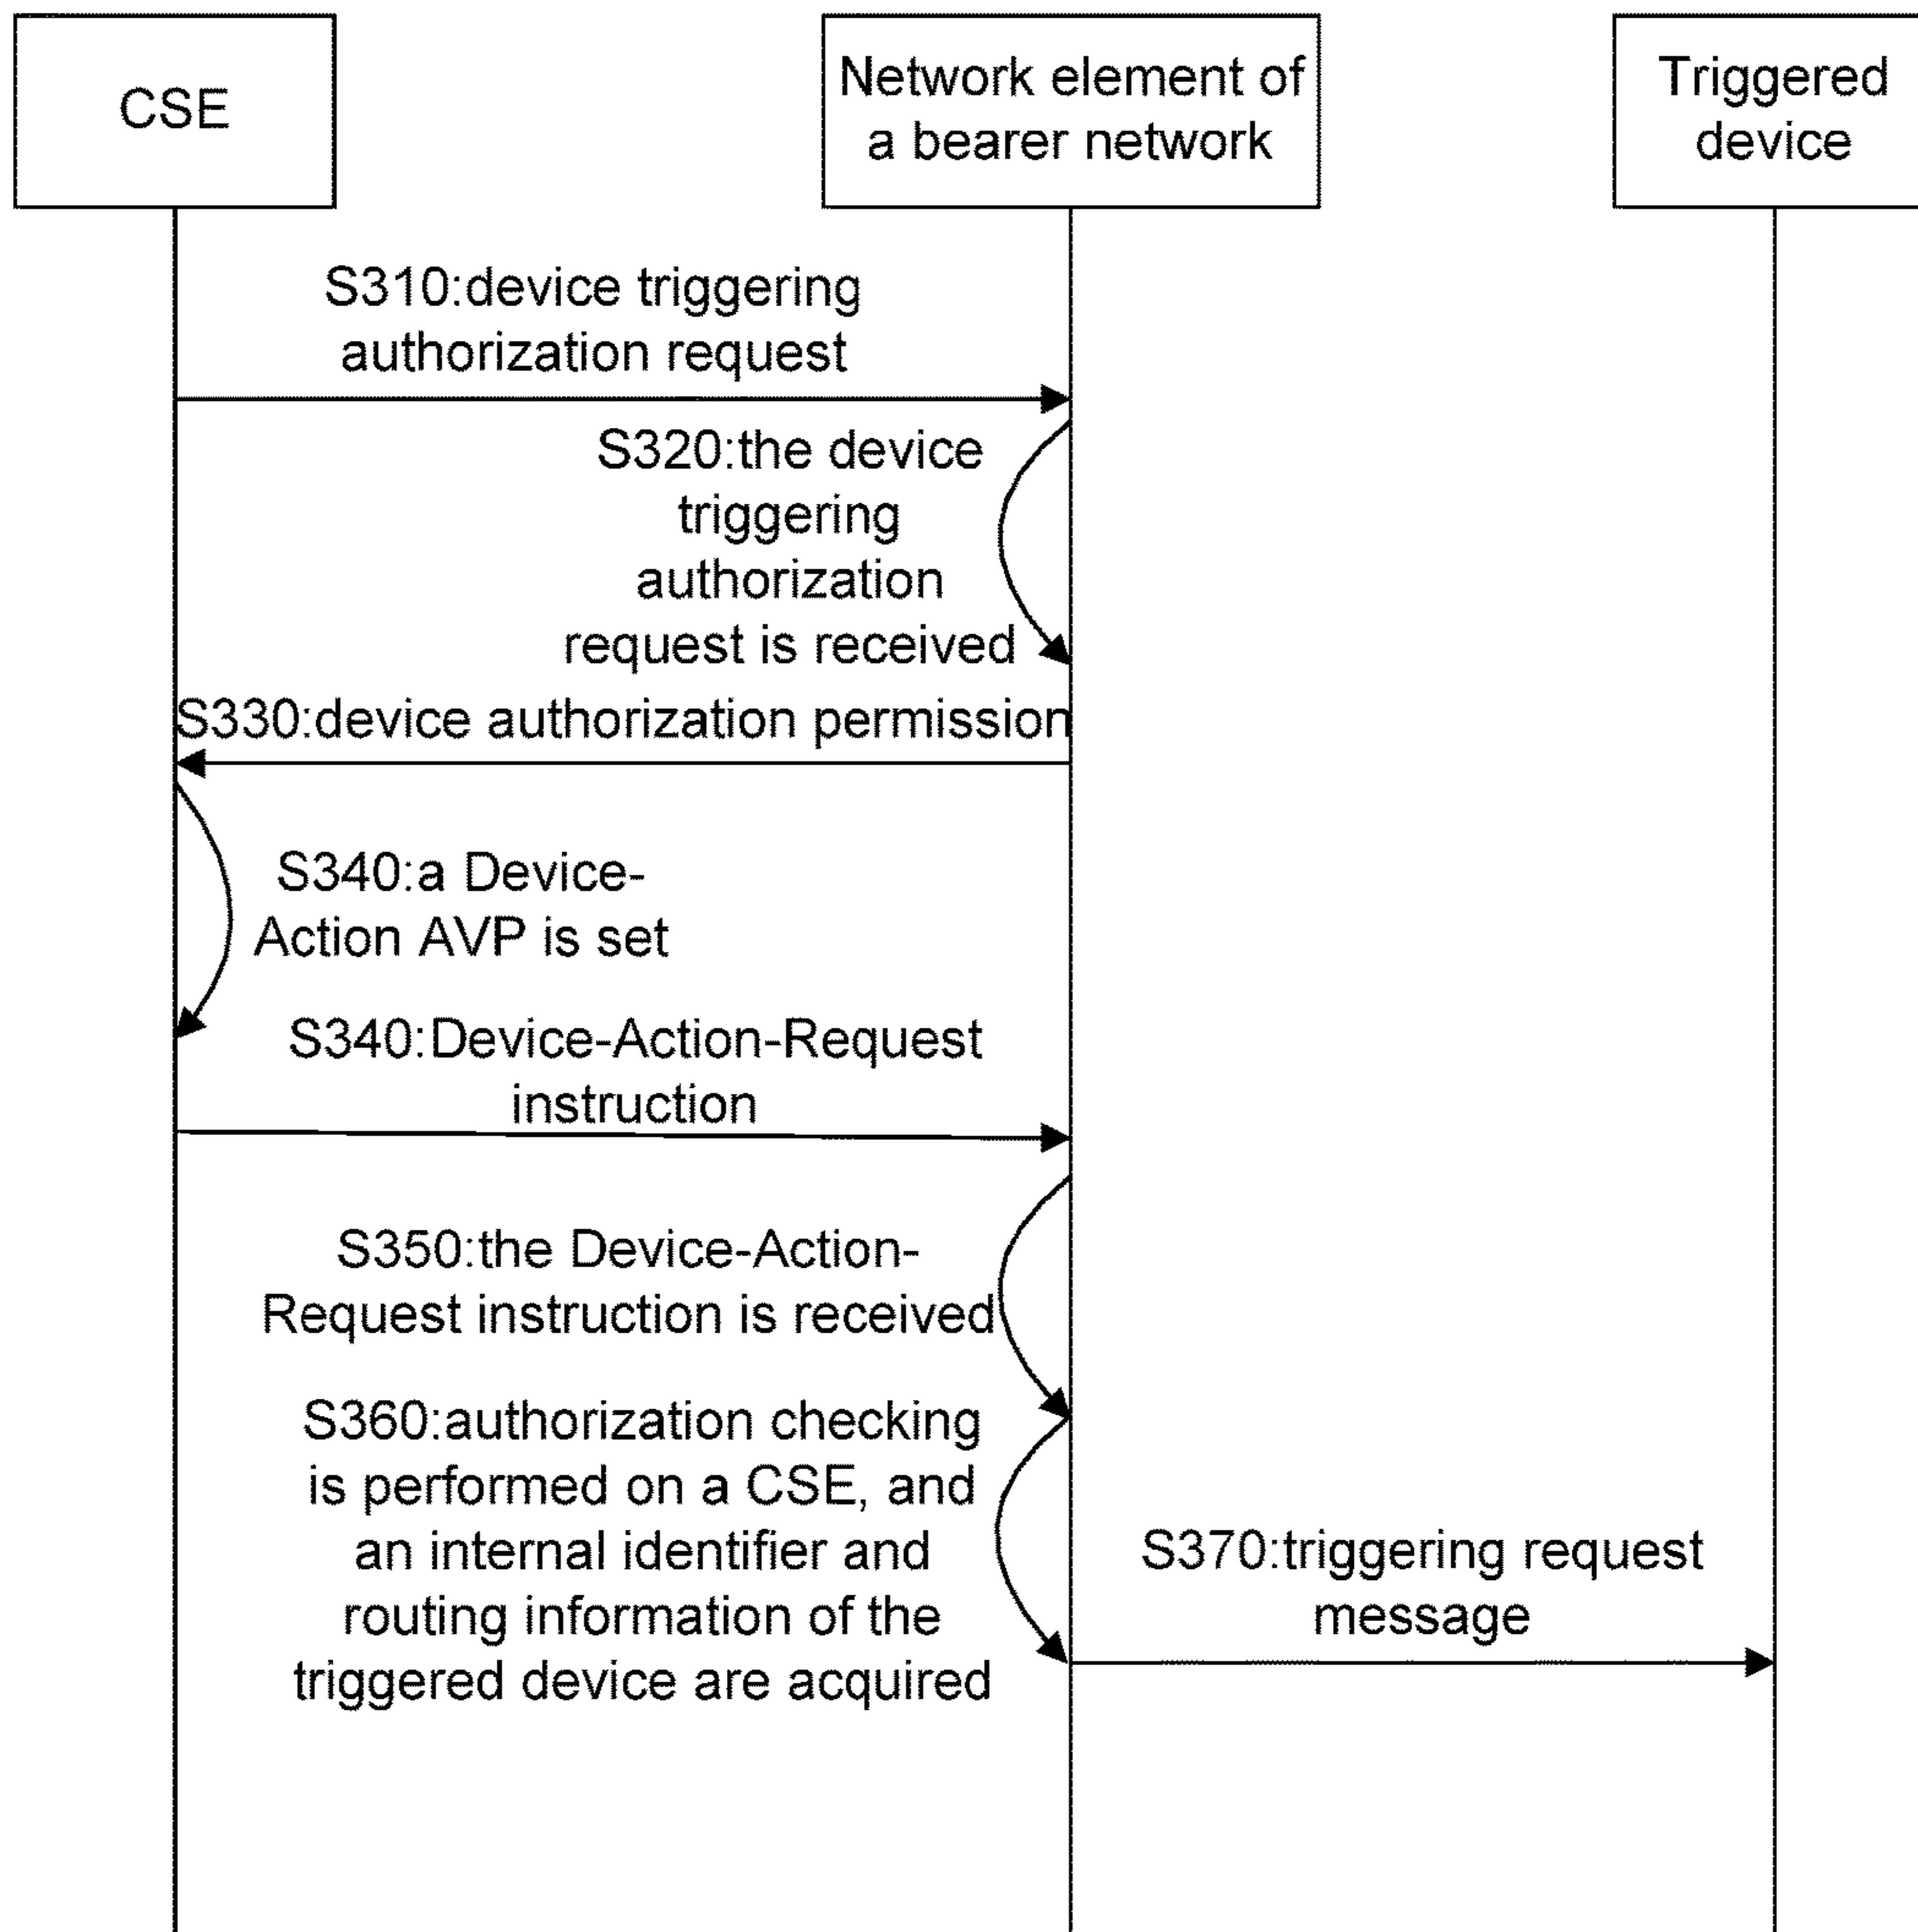 CSE
Network element of
a bearer network
Triggered
device
S310:device triggering
authorization request
S320:the device
triggering
authorization
request is received
S330:device authorization permission
S340:a Device-
Action AVP is set
S340:Device-Action-Request
instruction
S350:the Device-Action-
Request instruction is received
S360:authorization checking
is performed on a CSE, and
an internal identifier and
routing information of the
triggered device are acquired
S370:triggering request
message